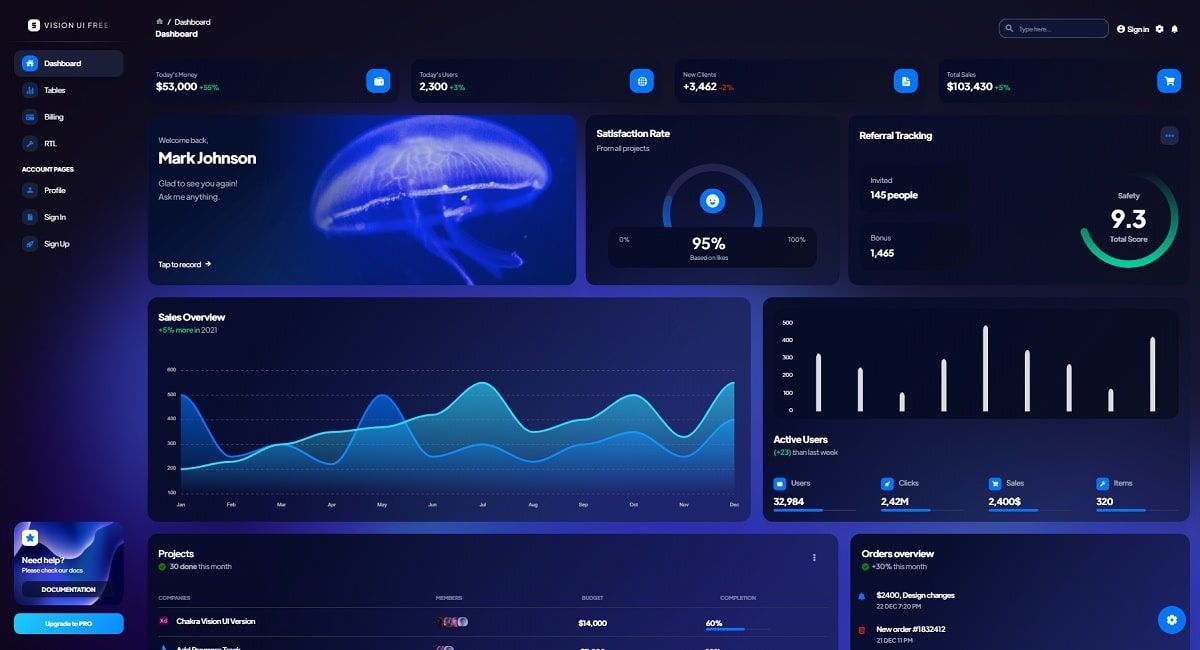 VISION UI FREE
Dashboard
Tables
Billing
RTL
ACCOUNT PAGES
Profile
Sign In
Sign Up
Need help?
Please check our docs
DOCUMENTATION
Upgrade to PRO
/ Dashboard
Dashboard
Type here...
Sign in
Today's Money
$53,000 +55%
Today's Users
2,300 +3%
New Clients
+3,462 -2%
Total Sales
$103,430 +5%
Welcome back,
Mark Johnson
Glad to see you again!
Ask me anything.
Tap to record
Satisfaction Rate
From all projects
0%
95%
100%
Based on likes
Referral Tracking
Invited
145 people
Bonus
1,465
Safety
9.3
Total Score
Sales Overview
+5% more in 2021
600
500
400
300
200
100
Jan Feb Mar Apr May Jun Jul Aug Sep Oct Nov Dec
500
400
300
200
100
0
Active Users
(+23) than last week
Users
32,984
Clicks
2,42M
Sales
2,400$
Items
320
Projects
30 done this month
COMPANIES MEMBERS BUDGET COMPLETION
Xd Chakra Vision UI Version $14,000 60%
Add Progress Track
Orders overview
+30% this month
$2400, Design changes
22 DEC 7:20 PM
New order #1832412
21 DEC 11 PM